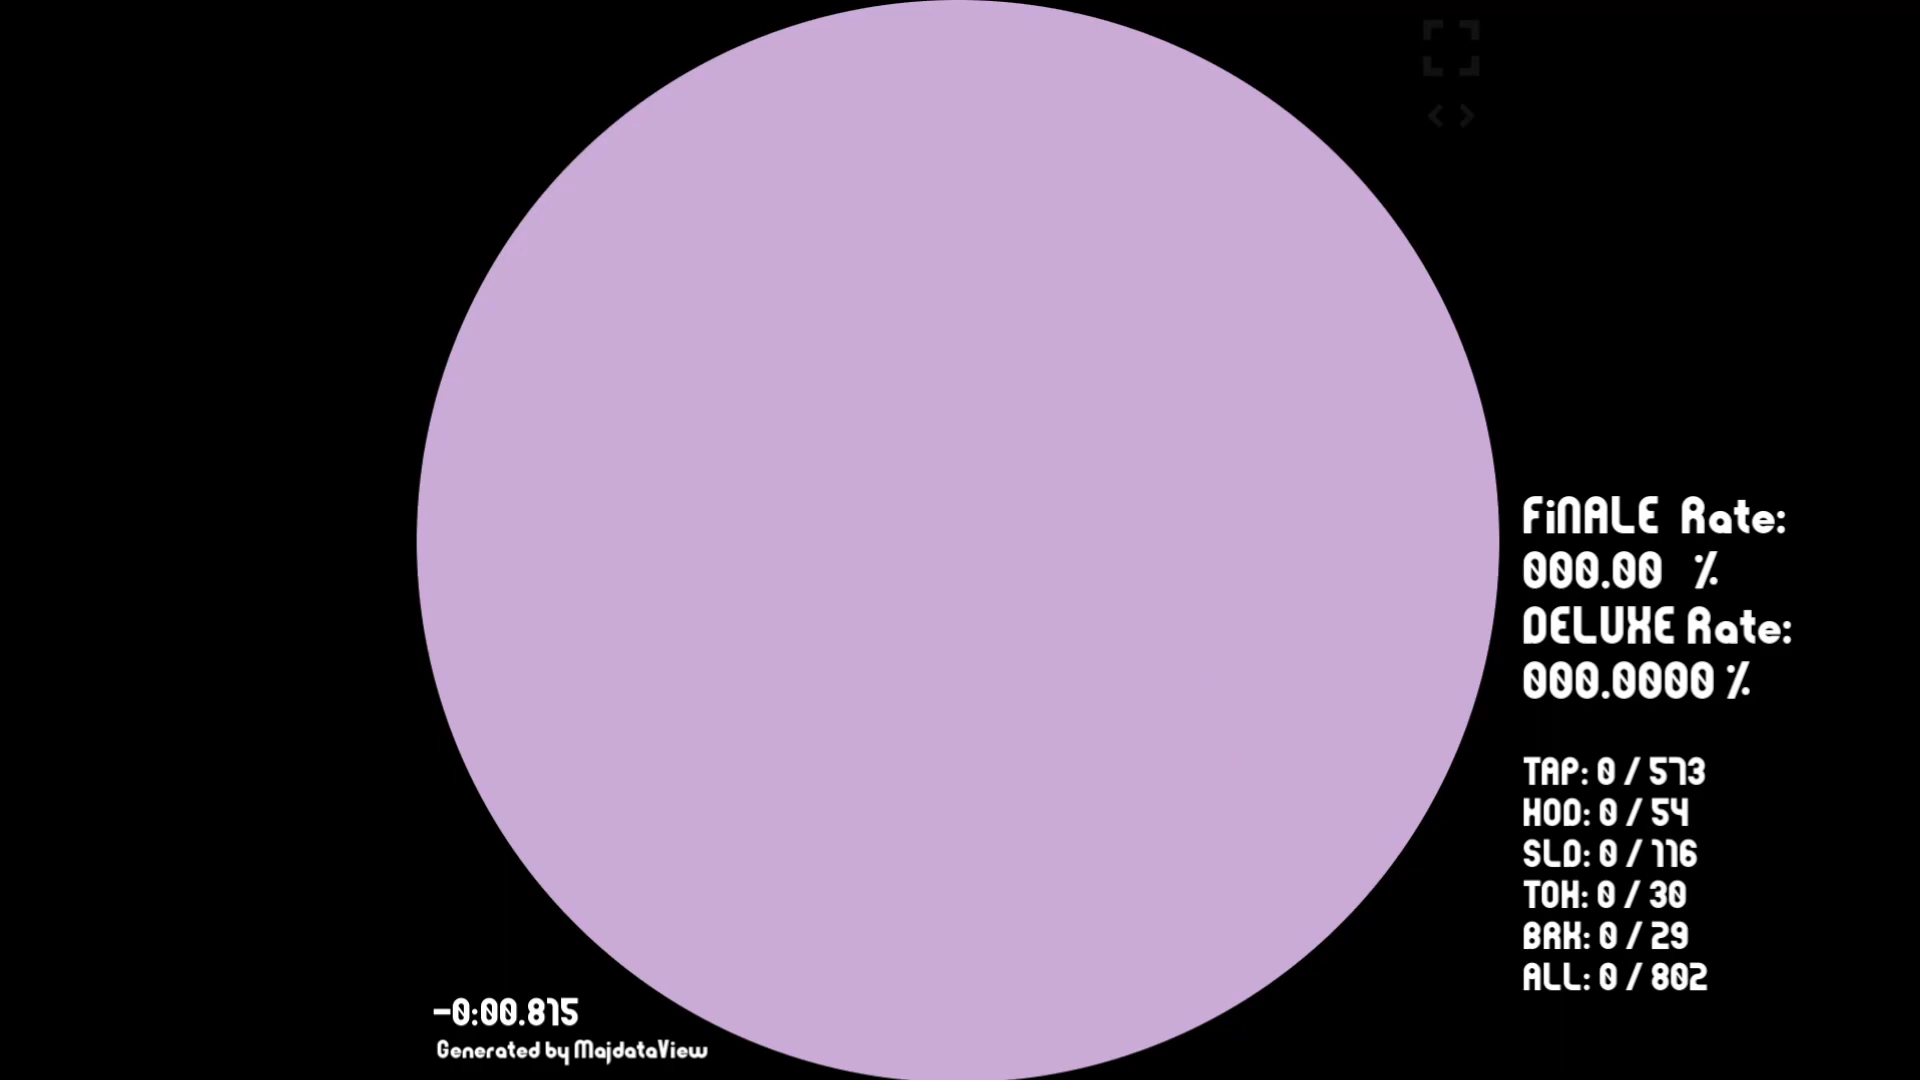 FiNALE Rate:
000.00 %
DELUXE Rate:
000.0000 %
TAP: 0 / 573
HOD: 0 / 54
SLD: 0 / 116
TOH: 0 / 30
BRK: 0 / 29
ALL: 0 / 802
-0:00.815
Generated by MajdataView